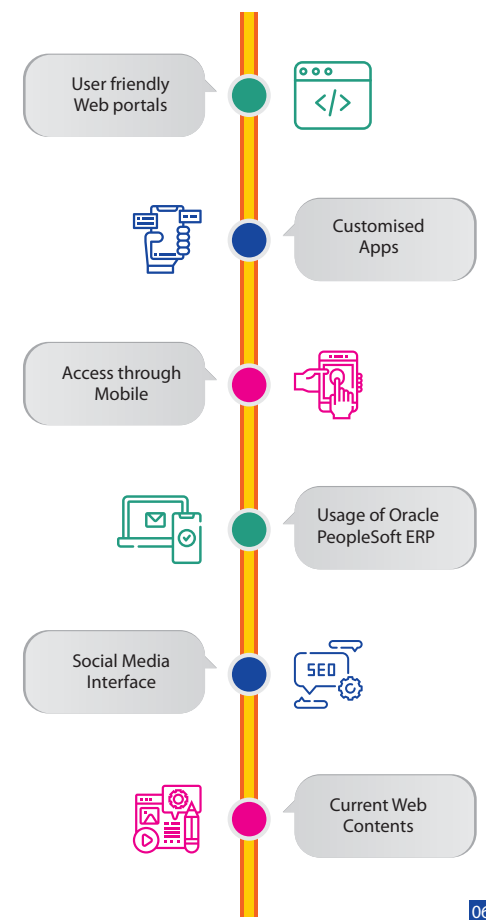 User friendly
Web portals
</>
Customised
Apps
Access through
Mobile
Usage of Oracle
PeopleSoft ERP
Social Media
Interface
SEO
Current Web
Contents
06